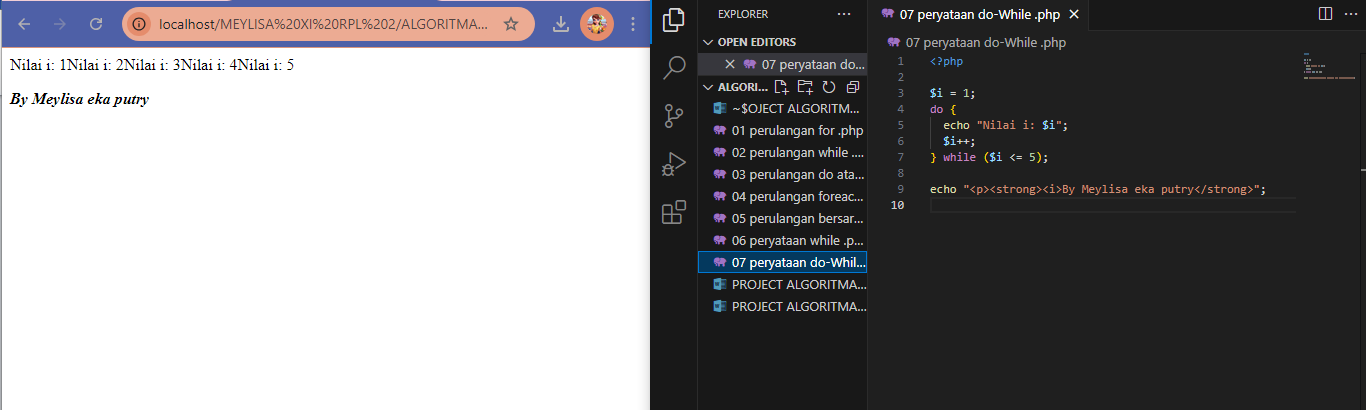 localhost/MEYLISA%20XI%20RPL%202/ALGORITMA...
Nilai i: 1Nilai i: 2Nilai i: 3Nilai i: 4Nilai i: 5
By Meylisa eka putry
EXPLORER
OPEN EDITORS
07 peryataan do...
ALGORI...
~$OJECT ALGORITM...
01 perulangan for .php
02 perulangan while ....
03 perulangan do ata...
04 perulangan foreac...
05 perulangan bersar...
06 peryataan while .p...
07 peryataan do-Whil...
PROJECT ALGORITMA...
PROJECT ALGORITMA...
07 peryataan do-While .php
07 peryataan do-While .php
1 <?php
2
3 $i = 1;
4 do {
5 echo "Nilai i: $i";
6 $i++;
7 } while ($i <= 5);
8
9 echo "<p><strong><i>By Meylisa eka putry</strong>";
10